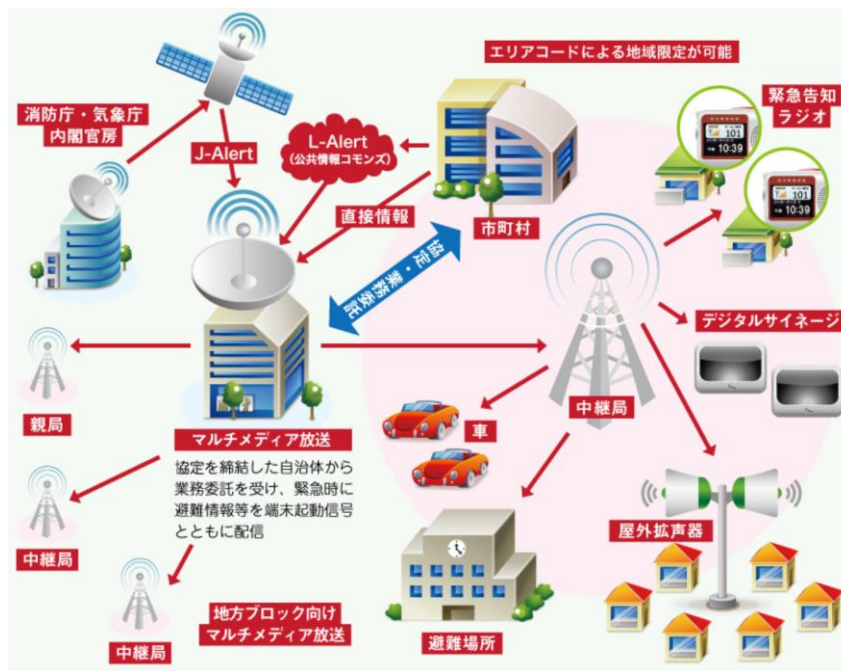 エリアコードによる地域限定が可能
消防庁・気象庁
内閣官房
J-Alert
L-Alert
(公共情報コモンズ)
直接情報
市町村
緊急告知
ラジオ
101
10:39
101
10:39
協定・業務委託
デジタルサイネージ
親局
マルチメディア放送
協定を締結した自治体から
業務委託を受け、緊急時に
避難情報等を端末起動信号
とともに配信
中継局
車
中継局
屋外拡声器
中継局
地方ブロック向け
マルチメディア放送
避難場所